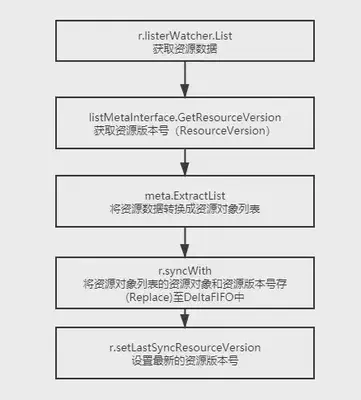 r.listerWatcher.List
获取资源数据
listMetaInterface.GetResourceVersion
获取资源版本号（ResourceVersion）
meta.ExtractList
将资源数据转换成资源对象列表
r.syncWith
将资源对象列表的资源对象和资源版本号存
(Replace)至DeltaFIFO中
r.setLastSyncResourceVersion
设置最新的资源版本号